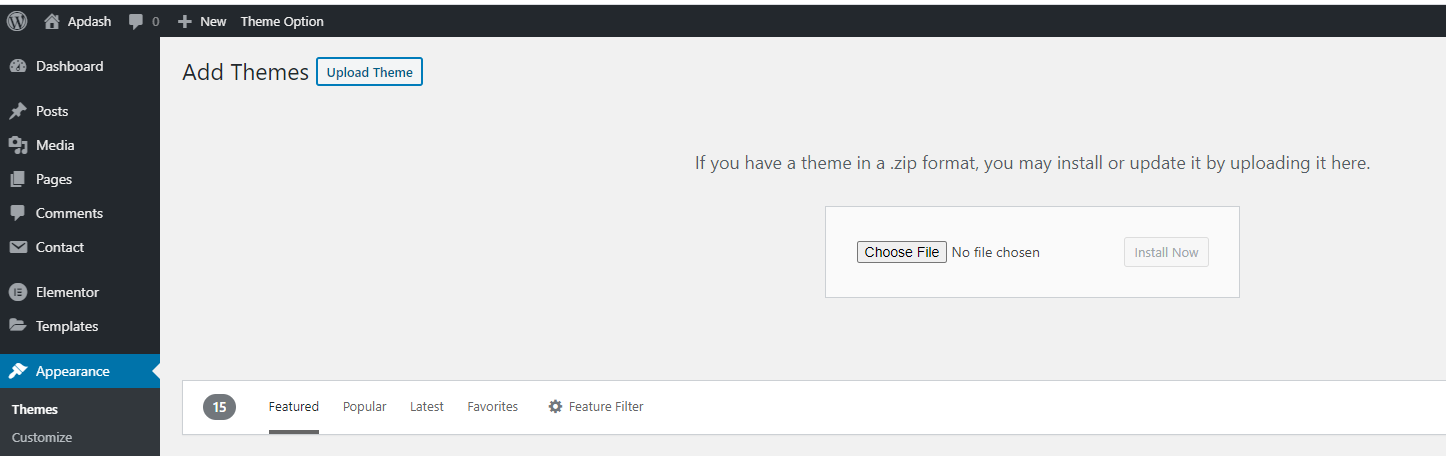 Apdash 0 New Theme Option
Dashboard
Posts
Media
Pages
Comments
Contact
Elementor
Templates
Appearance
Themes
Customize
Add Themes Upload Theme
If you have a theme in a .zip format, you may install or update it by uploading it here.
Choose File No file chosen Install Now
15 Featured Popular Latest Favorites Feature Filter